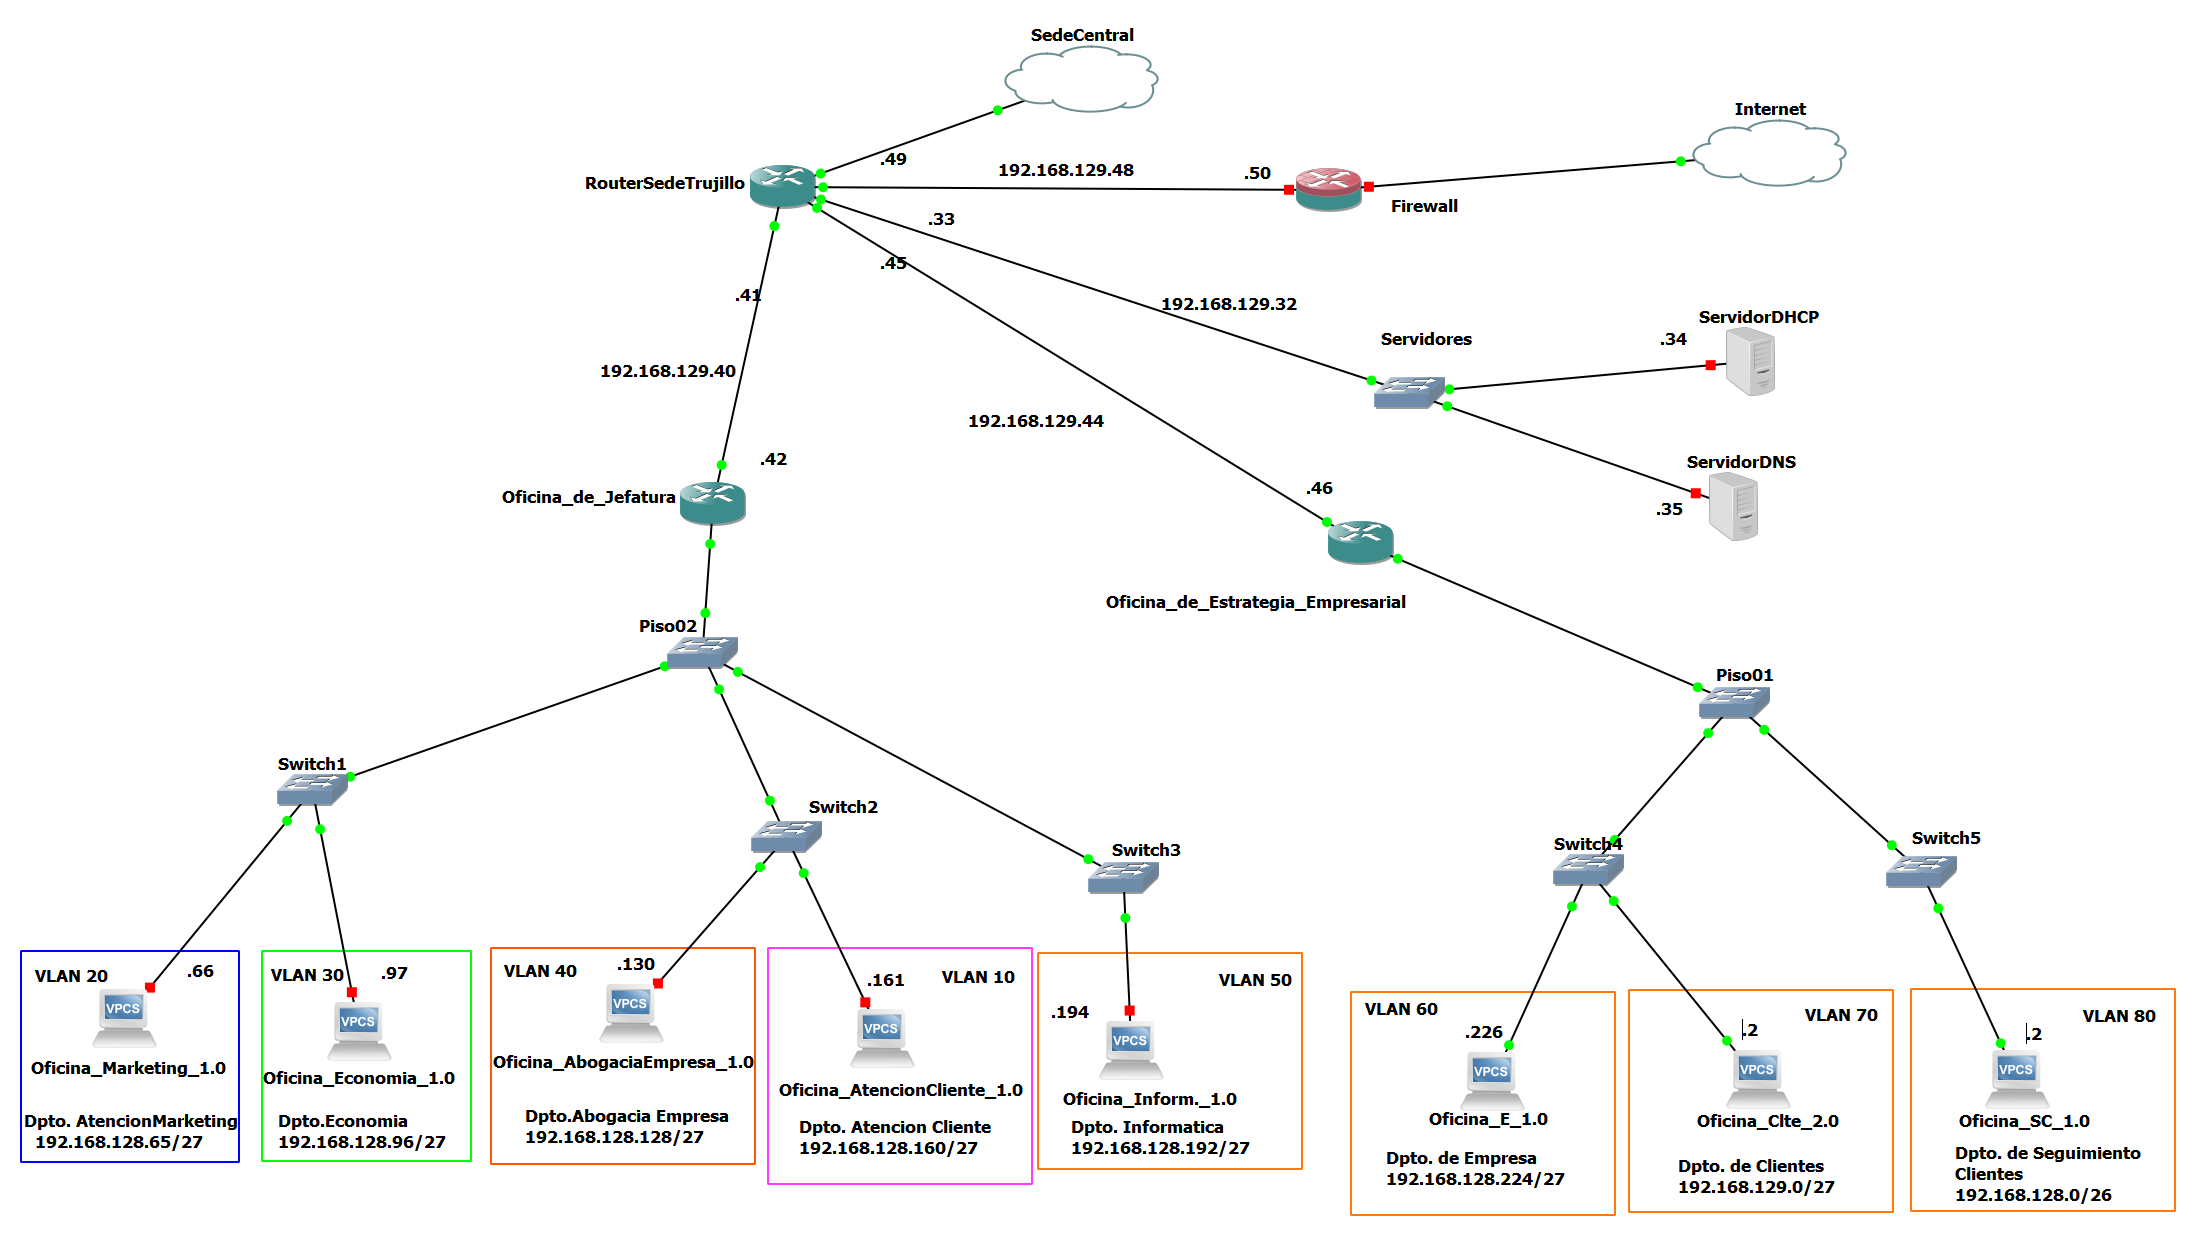 SedeCentral
Internet
.49
192.168.129.48
.50
RouterSedeTrujillo
Firewall
.33
.45
.41
192.168.129.32
ServidorDHCP
.34
Servidores
192.168.129.40
192.168.129.44
.42
ServidorDNS
.35
Oficina_de_Jefatura
.46
Oficina_de_Estrategia_Empresarial
Piso02
Piso01
Switch1
Switch2
Switch3
Switch4
Switch5
VLAN 20
.66
VPCS
Oficina_Marketing_1.0
Dpto. AtencionMarketing
192.168.128.65/27
VLAN 30
.97
VPCS
Oficina_Economia_1.0
Dpto.Economia
192.168.128.96/27
VLAN 40
.130
VPCS
Oficina_AbogaciaEmpresa_1.0
Dpto.Abogacia Empresa
192.168.128.128/27
.161
VLAN 10
VPCS
Oficina_AtencionCliente_1.0
Dpto. Atencion Cliente
192.168.128.160/27
VLAN 50
.194
VPCS
Oficina_Inform._1.0
Dpto. Informatica
192.168.128.192/27
VLAN 60
.226
VPCS
Oficina_E_1.0
Dpto. de Empresa
192.168.128.224/27
.2
VLAN 70
VPCS
Oficina_Clte_2.0
Dpto. de Clientes
192.168.129.0/27
.2
VLAN 80
VPCS
Oficina_SC_1.0
Dpto. de Seguimiento
Clientes
192.168.128.0/26